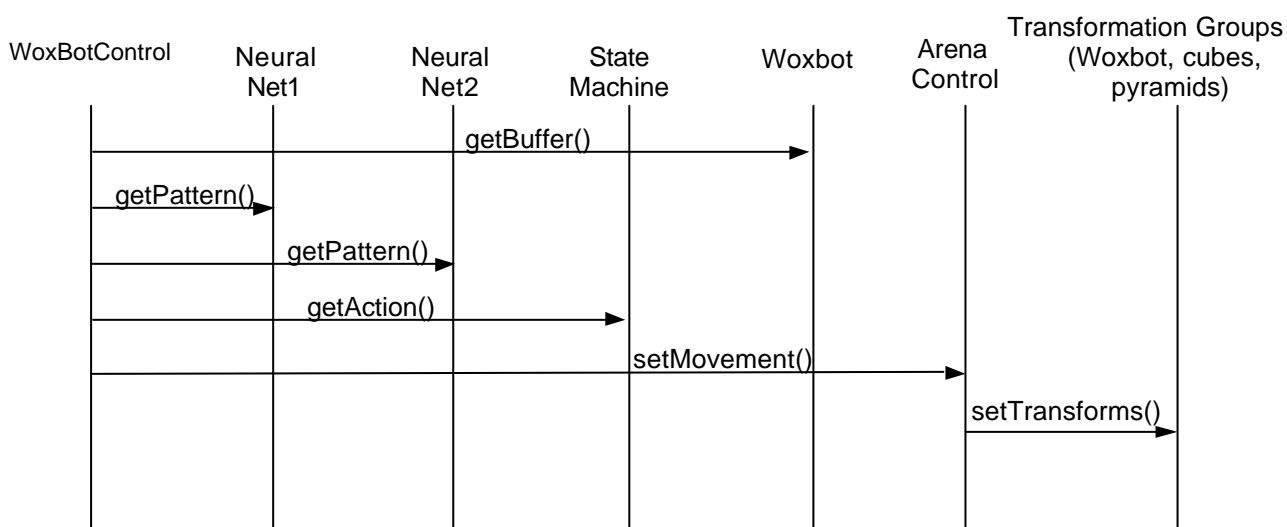 WoxBotControl
Neural
Net1
Neural
Net2
State
Machine
Woxbot
Arena
Control
Transformation Groups
(Woxbot, cubes,
pyramids)
getBuffer()
getPattern()
getPattern()
getAction()
setMovement()
setTransforms()